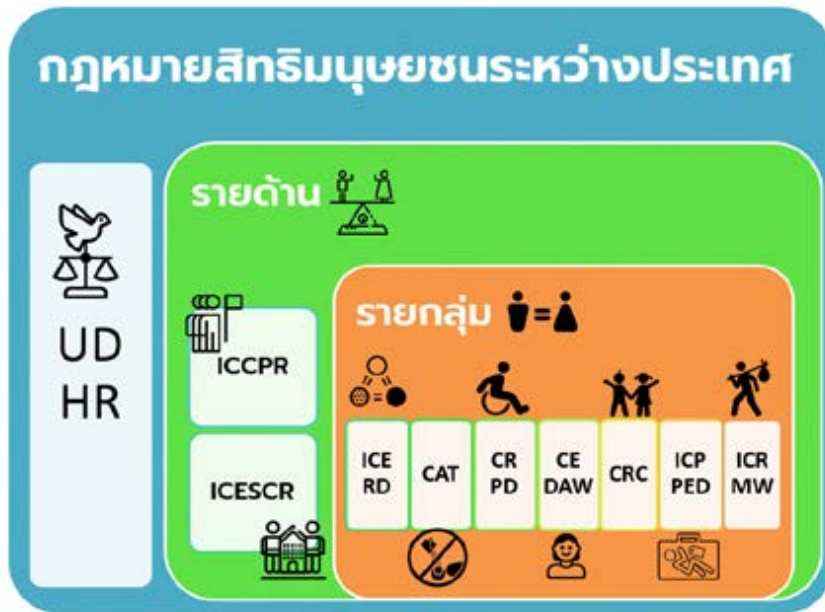 กฎหมายสิทธิมนุษยชนระหว่างประเทศ
รายด้าน
UD
HR
รายกลุ่ม
ICCPR
ICESCR
ICE
RD
CAT
CR
PD
CE
DAW
CRC
ICP
PED
ICR
MW